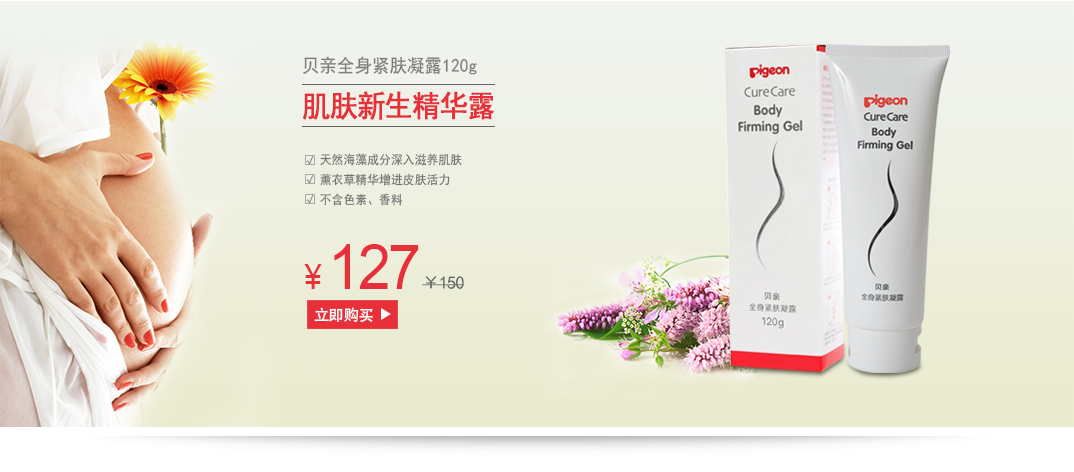 贝亲全身紧肤凝露120g
肌肤新生精华露
天然海藻成分深入滋养肌肤
薰衣草精华增进皮肤活力
不含色素、香料
¥ 127 ¥150
立即购买
Pigeon
CureCare
Body
Firming Gel
贝亲
全身紧肤凝露
120g
Pigeon
CureCare
Body
Firming Gel
贝亲
全身紧肤凝露